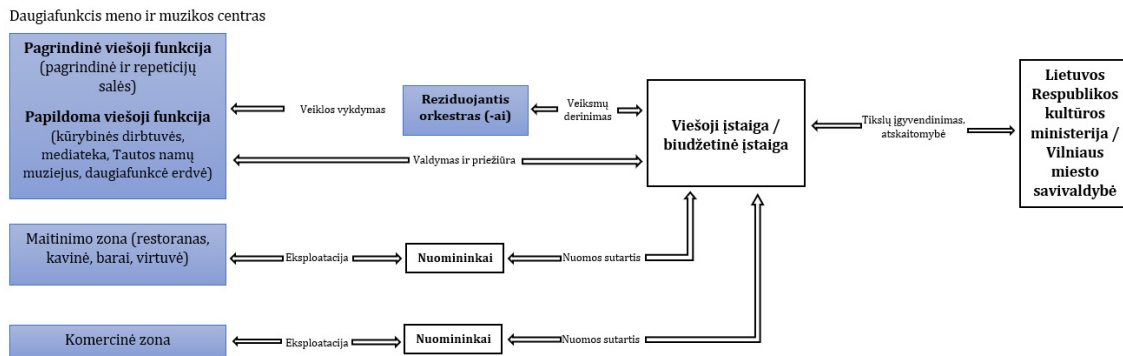 Daugiafunkcis meno ir muzikos centras
Pagrindinė viešoji funkcija
(pagrindinė ir repeticijų
salės)
Papildoma viešoji funkcija
(kūrybinės dirbtuvės,
mediateka, Tautos namų
muziejus, daugiafunkcė erdvė)
Veiklos vykdymas
Reziduojantis
orkestras (-ai)
Veiksmų
derinimas
Valdymas ir priežiūra
Viešoji įstaiga /
biudžetinė įstaiga
Tikslų įgyvendinimas,
atskaitomybė
Lietuvos
Respublikos
kultūros
ministerija /
Vilniaus
miesto
savivaldybė
Maitinimo zona (restoranas,
kavinė, barai, virtuvė)
Eksploatacija
Nuomininkai
Nuomos sutartis
Komercinė zona
Eksploatacija
Nuomininkai
Nuomos sutartis